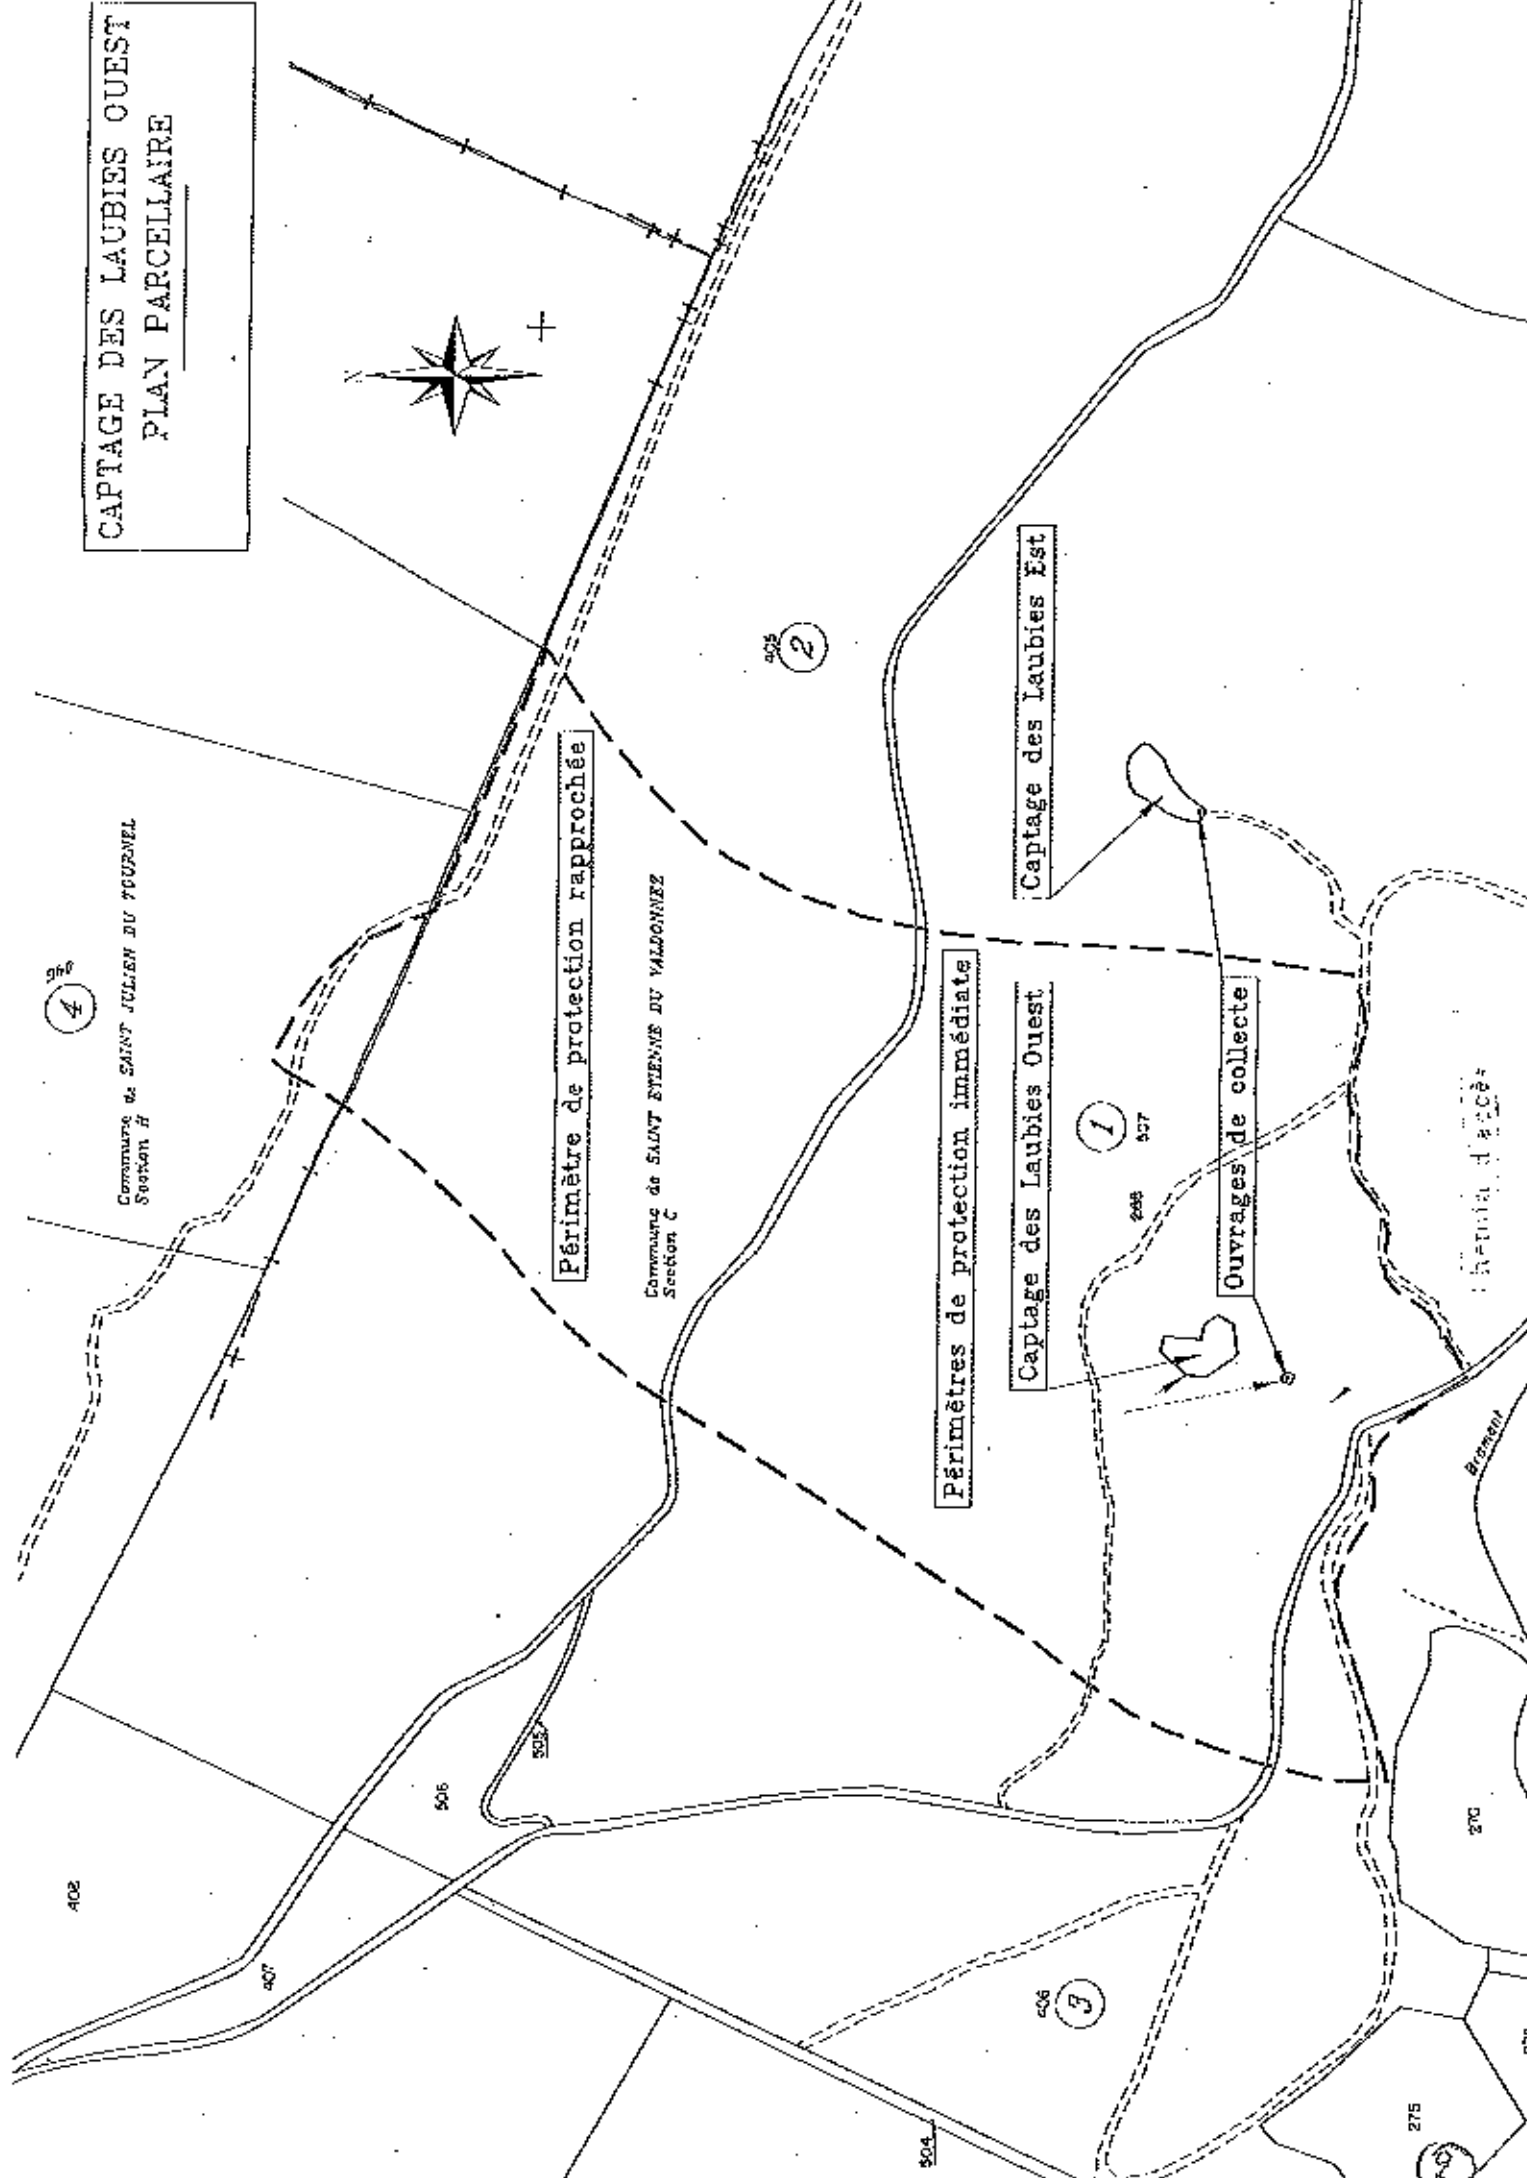 CAPTAGE DES LAUBIES OUEST
PLAN PARCELLAIRE
N
4
Commune de SAINT JULIEN DU TOURNEL
Section H
Périmètre de protection rapprochée
405
2
Commune de SAINT ETIENNE DU VALDONNEZ
Section C
Captage des Laubies Est
Périmètres de protection immédiate
Captage des Laubies Ouest
1
507
266
Ouvrages de collecte
Chemin d'accès
Bramont
402
407
506
505
406
3
504
270
275